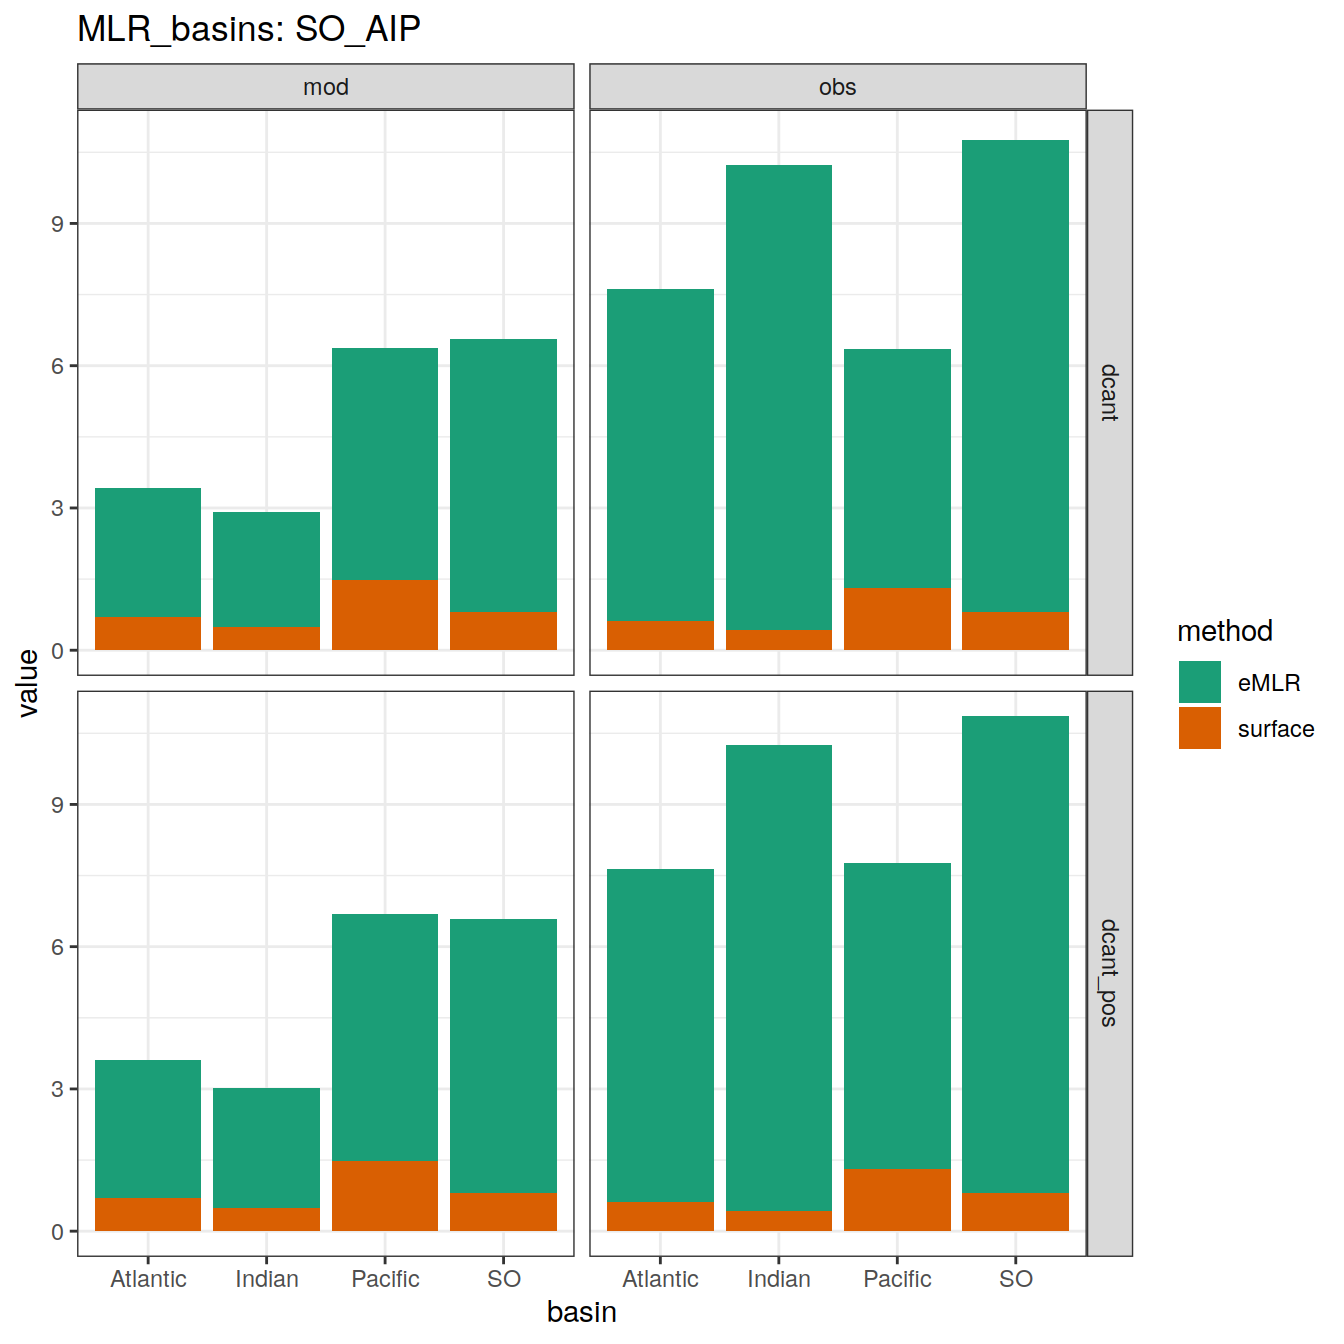 MLR_basins: SO_AIP
mod
obs
9
6
3
0
dcant
9
6
3
0
dcant_pos
value
Atlantic Indian Pacific SO
Atlantic Indian Pacific SO
basin
method
eMLR
surface